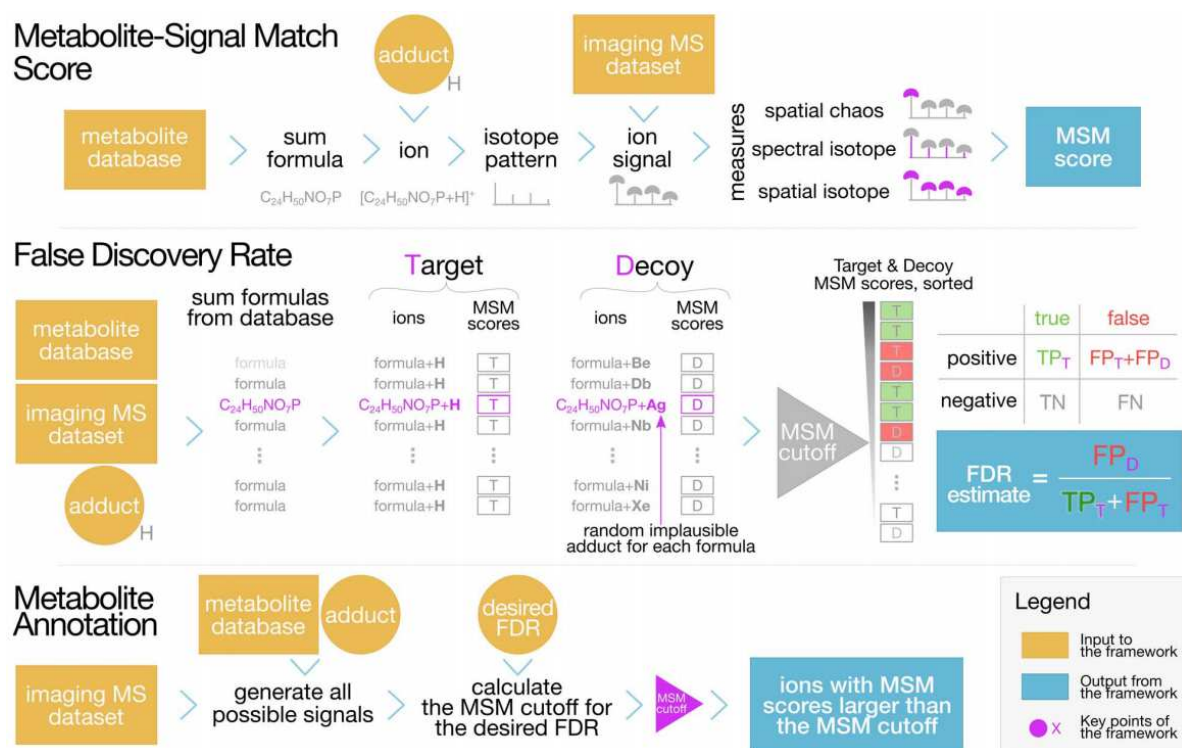 Metabolite-Signal Match
Score
adduct
H
imaging MS
dataset
metabolite
database
sum
formula
C24H50NO7P
ion
[C24H50NO7P+H]+
isotope
pattern
ion
signal
measures
spatial chaos
spectral isotope
spatial isotope
MSM
score
False Discovery Rate
metabolite
database
imaging MS
dataset
adduct
H
sum formulas
from database
formula
formula
C24H50NO7P
formula
formula
formula
Target
ions
MSM
scores
formula+H
T
formula+H
T
C24H50NO7P+H
T
formula+H
T
formula+H
T
formula+H
T
Decoy
ions
MSM
scores
formula+Be
D
formula+Db
D
C24H50NO7P+Ag
D
formula+Nb
D
formula+Ni
D
formula+Xe
D
random implausible
adduct for each formula
Target & Decoy
MSM scores, sorted
MSM
cutoff
T
T
T
D
T
T
D
D
T
D
true false
positive TPT FPT+FPD
negative TN FN
FDR
estimate = FPD
TPT+FPT
Metabolite
Annotation
imaging MS
dataset
metabolite
database
adduct
generate all
possible signals
desired
FDR
calculate
the MSM cutoff for
the desired FDR
MSM
cutoff
ions with MSM
scores larger than
the MSM cutoff
Legend
Input to
the framework
Output from
the framework
x Key points of
the framework